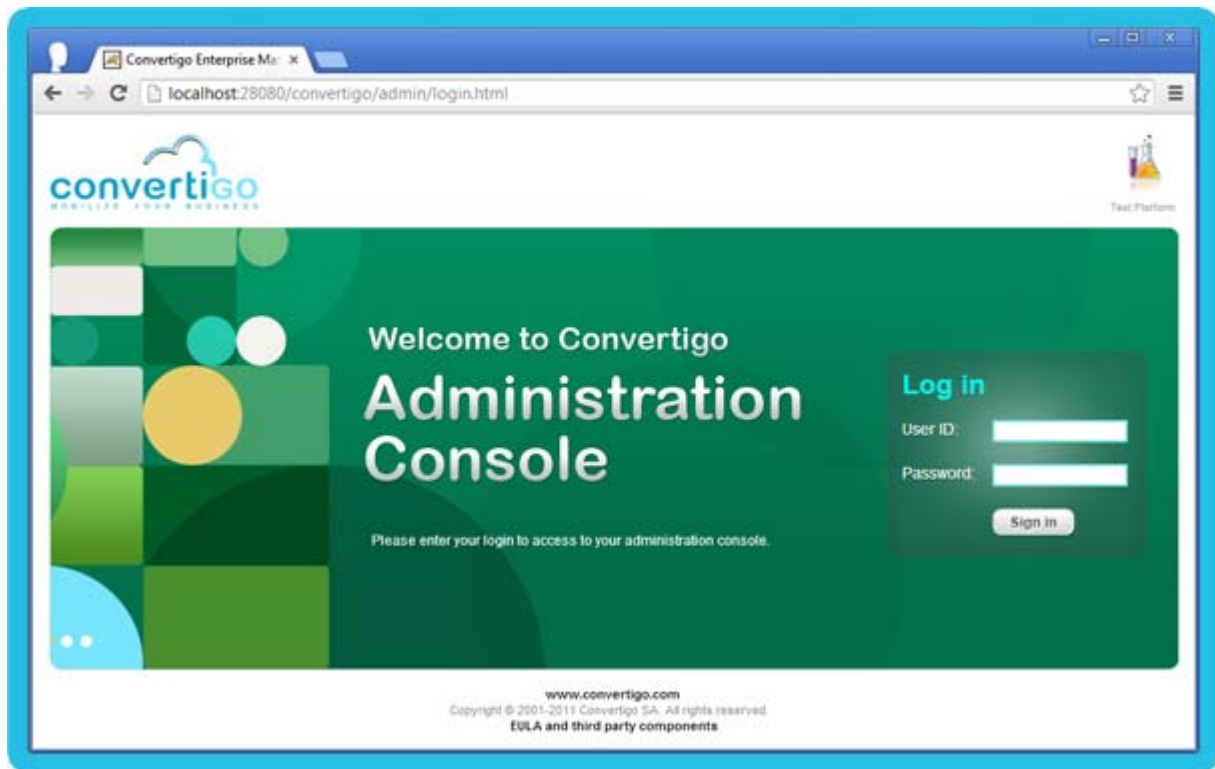 Convertigo Enterprise Ma
localhost:28080/convertigo/admin/login.html
convertigo
MOBILIZE YOUR BUSINESS
Test Platform
Welcome to Convertigo
Administration
Console
Please enter your login to access to your administration console.
Log in
User ID:
Password:
Sign in
www.convertigo.com
Copyright © 2001-2011 Convertigo SA. All rights reserved.
EULA and third party components